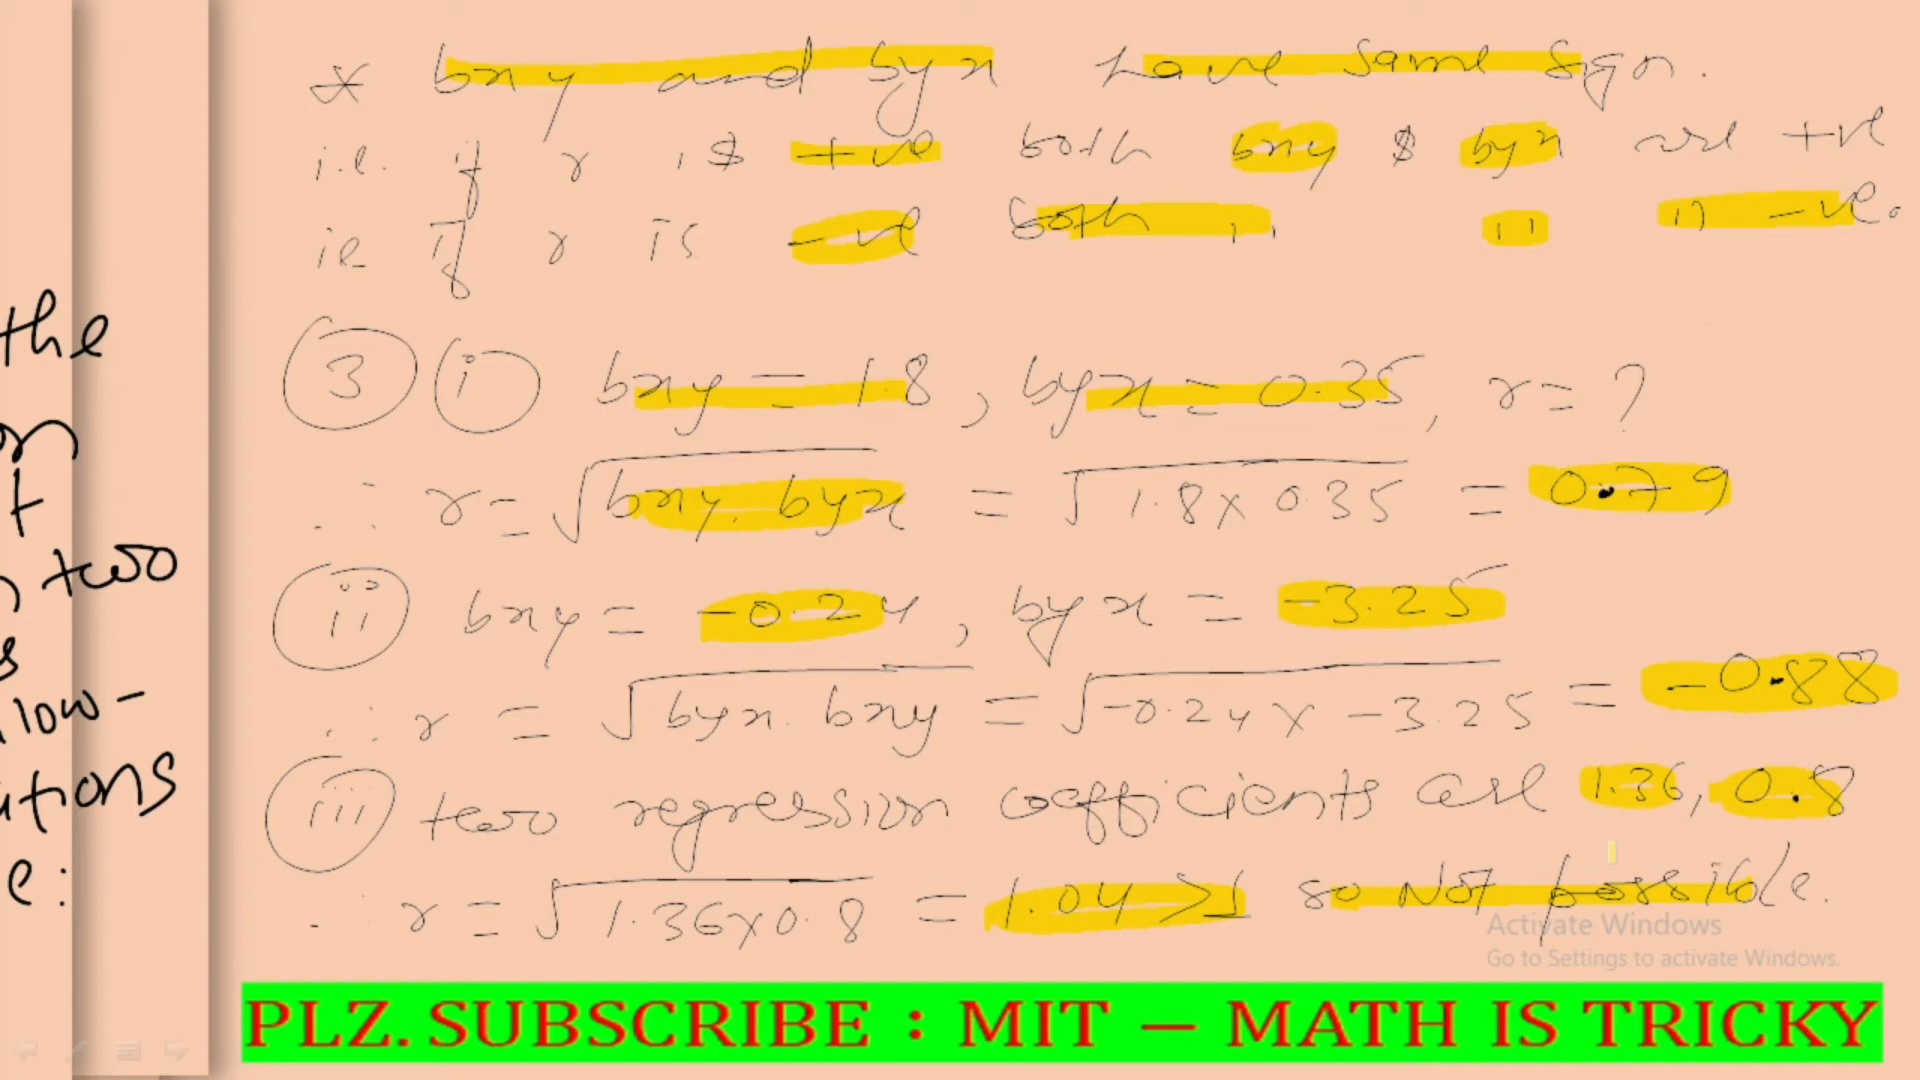 * bxy and byx have same sign.
i.e. if r is +ve both bxy & byx are +ve
ie if r is -ve both ,, ,, ,, -ve.
the
on
t
two
s
low-
utions
e:
3 i bxy = 1.8, byx = 0.35, r = ?
∴ r = √bxy. byx = √1.8 x 0.35 = 0.79
ii bxy = -0.24, byx = -3.25
∴ r = √byx. bxy = √-0.24 x -3.25 = -0.88
iii two regression coefficients are 1.36, 0.8
∴ r = √1.36 x 0.8 = 1.04 > 1 so Not possible.
Activate Windows
Go to Settings to activate Windows.
PLZ. SUBSCRIBE : MIT – MATH IS TRICKY